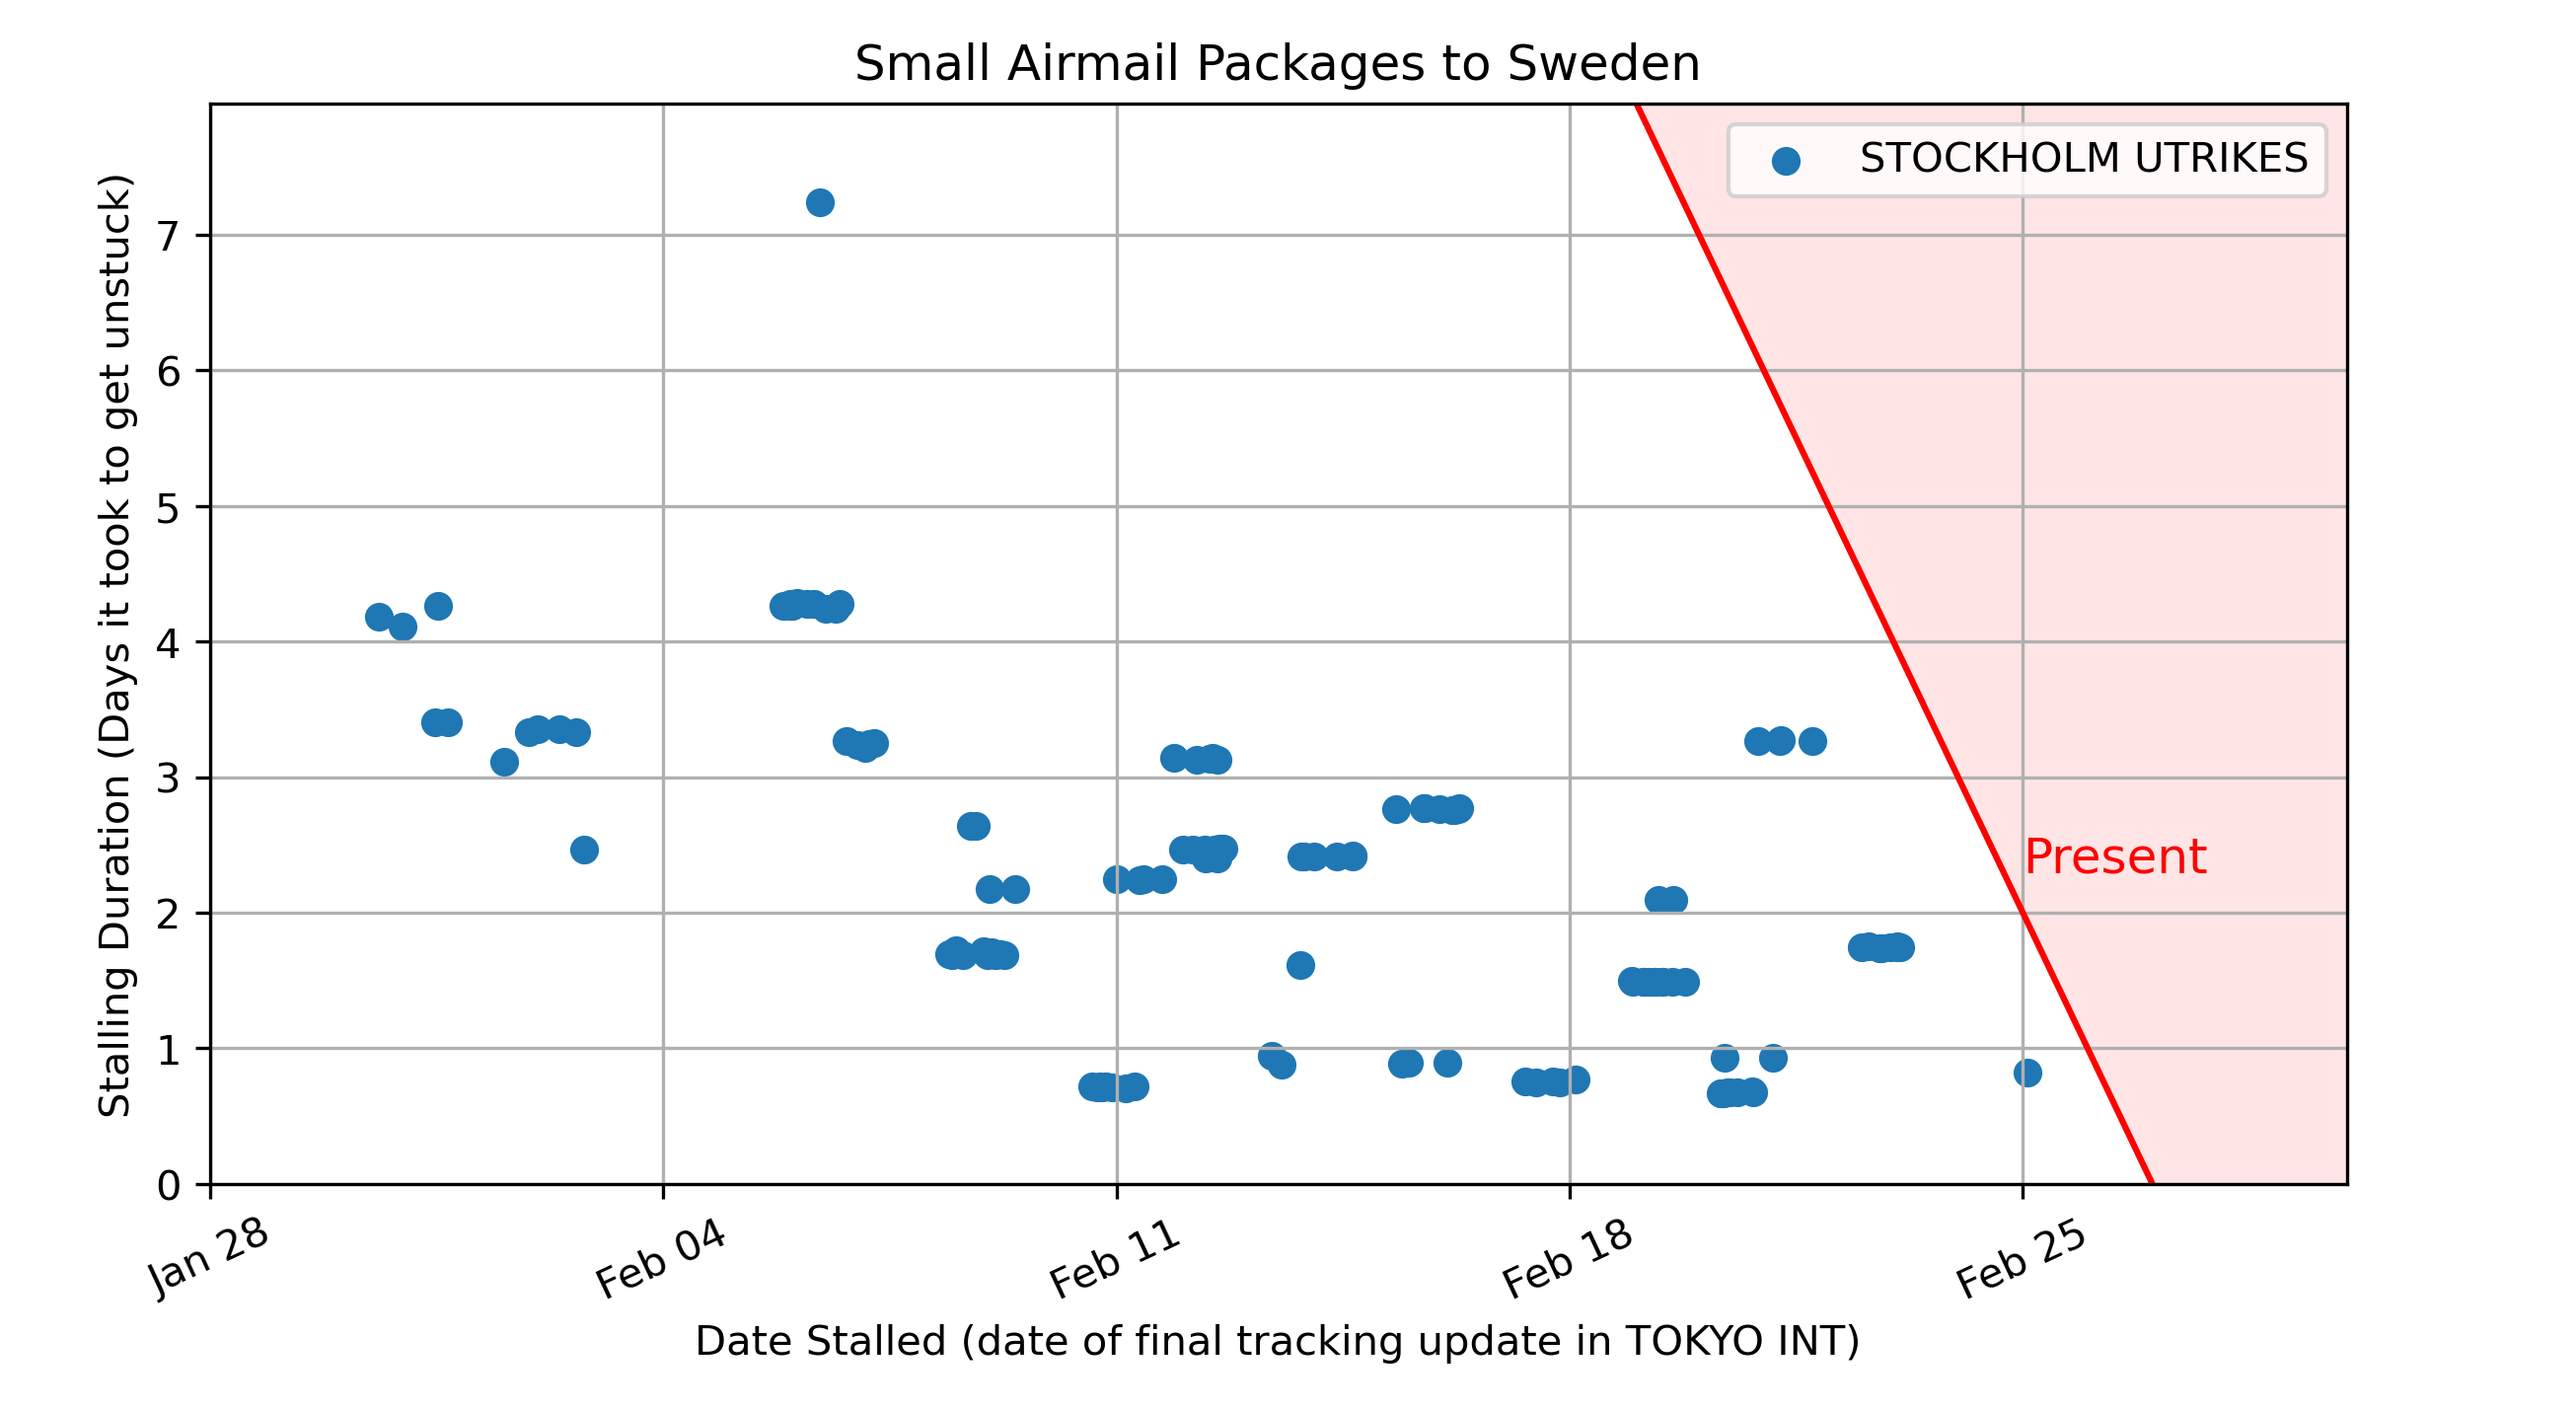 Small Airmail Packages to Sweden
STOCKHOLM UTRIKES
Stalling Duration (Days it took to get unstuck)
7
6
5
4
3
2
1
0
Present
Jan 28
Feb 04
Feb 11
Feb 18
Feb 25
Date Stalled (date of final tracking update in TOKYO INT)